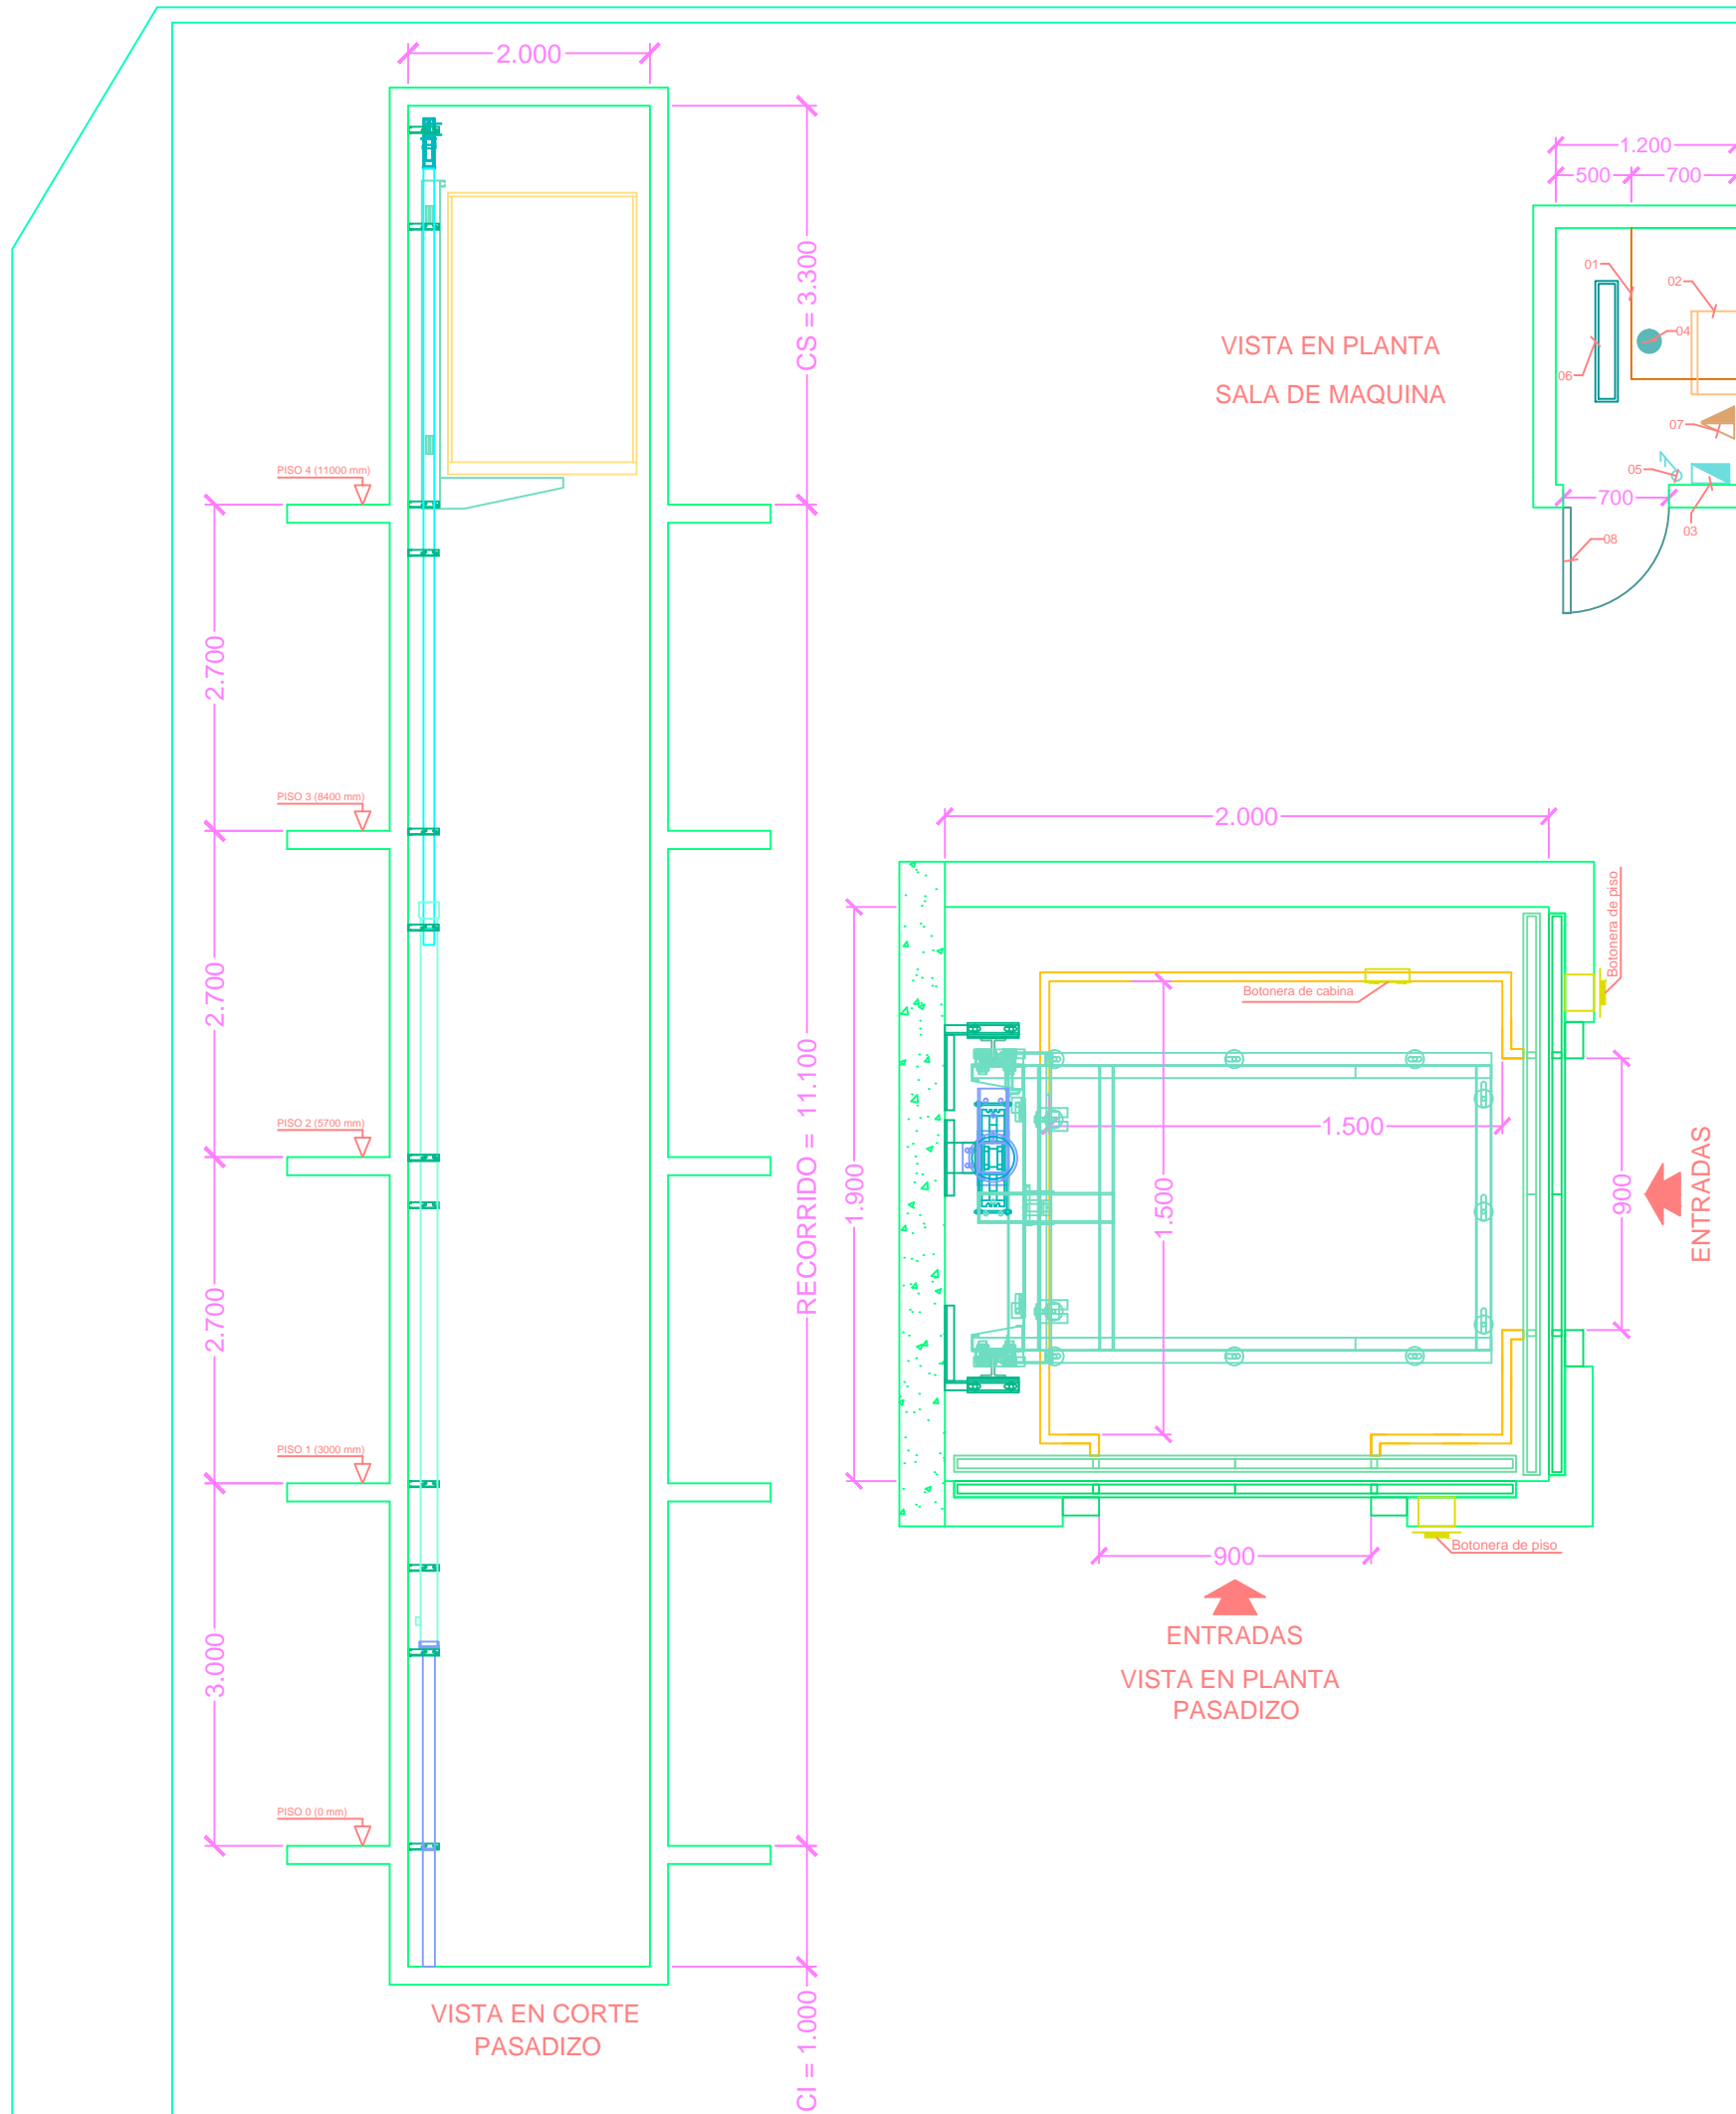 2.000
CS = 3.300
PISO 4 (11000 mm)
2.700
PISO 3 (8400 mm)
2.700
PISO 2 (5700 mm)
RECORRIDO = 11.100
2.700
PISO 1 (3000 mm)
3.000
PISO 0 (0 mm)
CI = 1.000
VISTA EN CORTE
PASADIZO
VISTA EN PLANTA
SALA DE MAQUINA
1.200
500
700
01
02
04
06
07
05
700
03
08
2.000
Botonera de piso
Botonera de cabina
1.500
1.900
1.500
900
ENTRADAS
900
Botonera de piso
ENTRADAS
VISTA EN PLANTA
PASADIZO